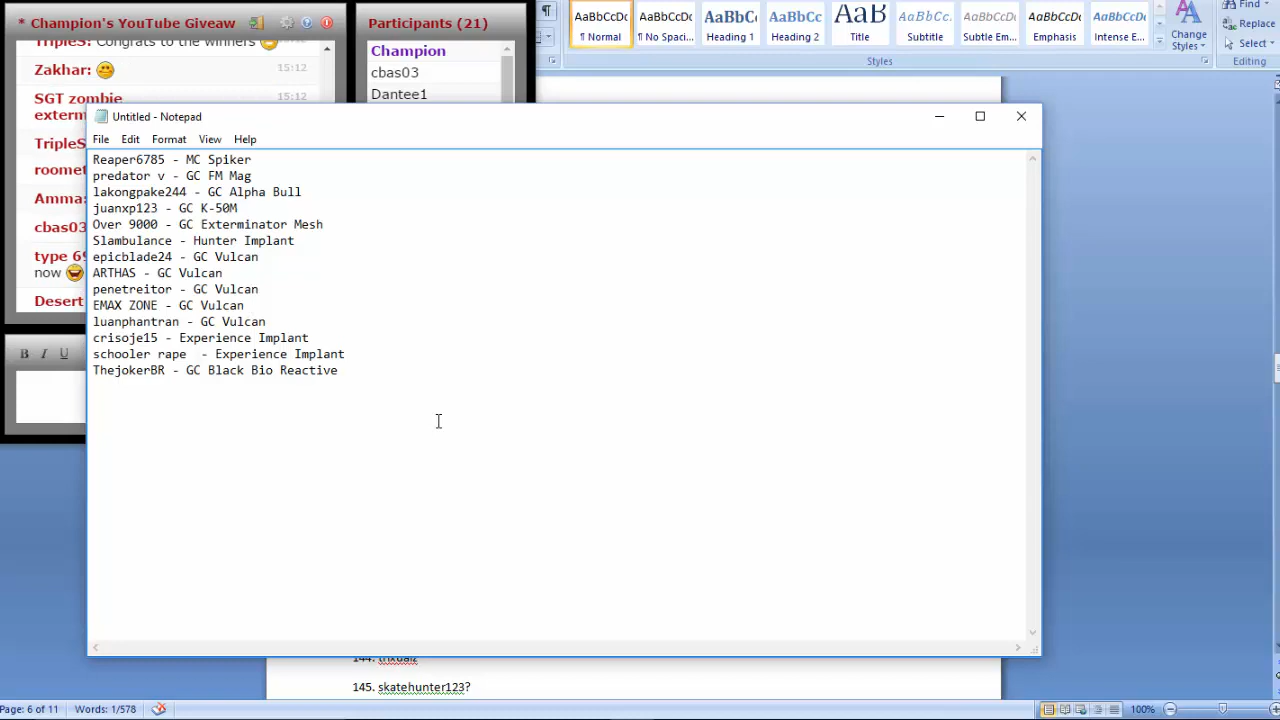 * Champion's YouTube Giveaw
TripleS: Congrats to the winners
15:12
Zakhar:
15:12
SGT zombie
exterm
15:12
TripleS
roomet
Amma
cbas03
type 69
now
Desert
B I U
Participants (21)
Champion
cbas03
Dantee1
AaBbCcDc
¶ Normal
AaBbCcDc
¶ No Spaci...
AaBbCc
Heading 1
AaBbCc
Heading 2
AaB
Title
AaBbCc
Subtitle
AaBbCcDc
Subtle Em...
AaBbCcDc
Emphasis
AaBbCcDc
Intense E...
Change
Styles
Styles
Find
Replace
Select
Editing
Untitled - Notepad
File Edit Format View Help
Reaper6785 - MC Spiker
predator v - GC FM Mag
lakongpake244 - GC Alpha Bull
juanxp123 - GC K-50M
Over 9000 - GC Exterminator Mesh
Slambulance - Hunter Implant
epicblade24 - GC Vulcan
ARTHAS - GC Vulcan
penetreitor - GC Vulcan
EMAX ZONE - GC Vulcan
luanphantran - GC Vulcan
crisoje15 - Experience Implant
schooler rape  - Experience Implant
ThejokerBR - GC Black Bio Reactive
145. skatehunter123?
Page: 6 of 11 Words: 1/578
100%